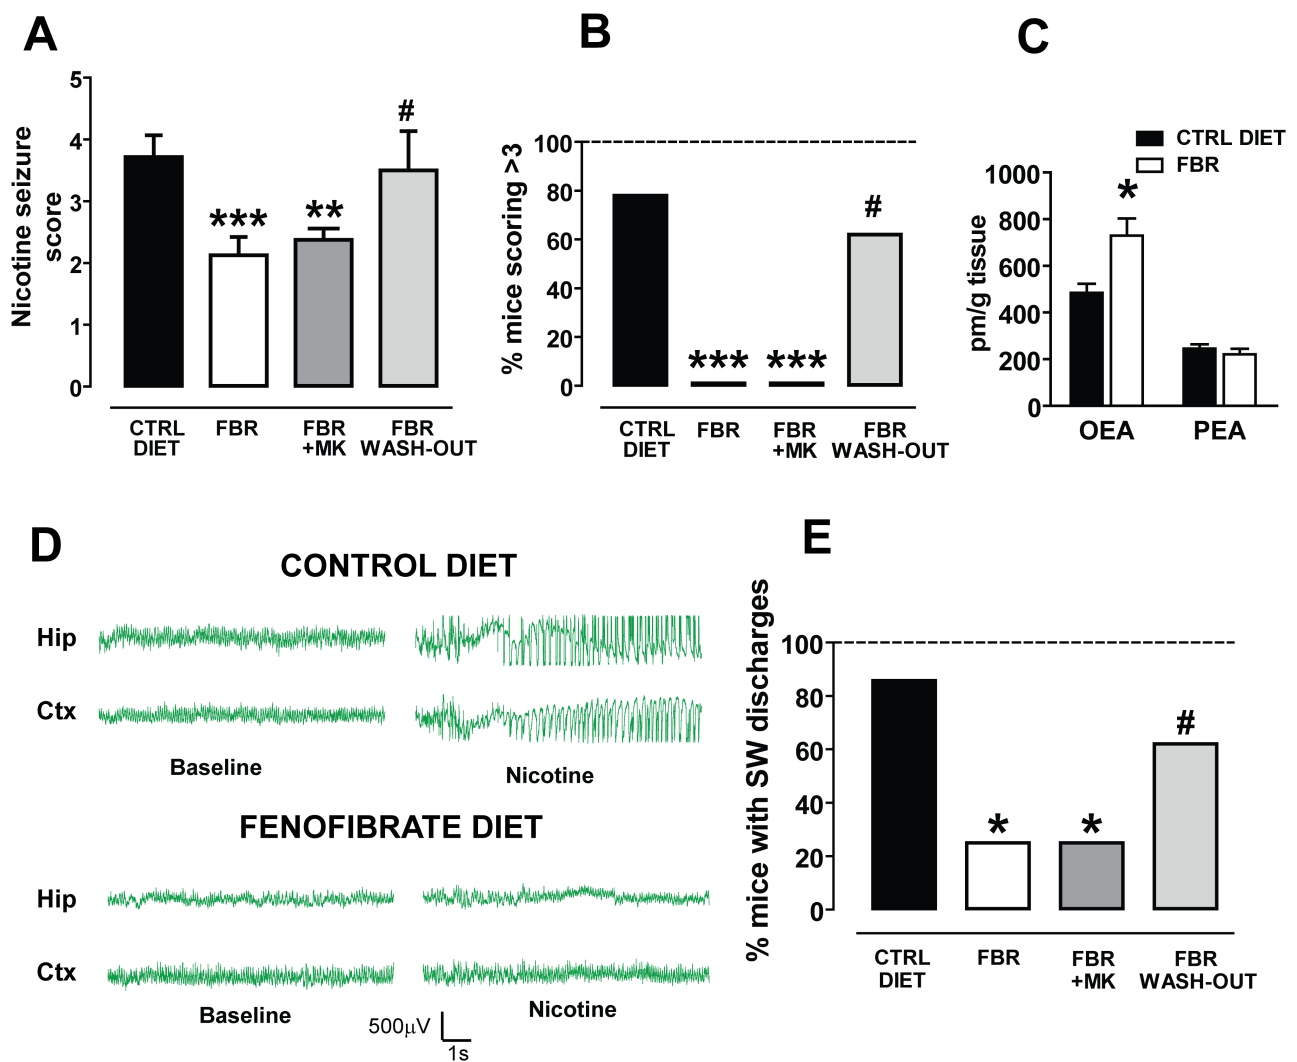 A
Nicotine seizure
score
5
4
3
2
1
0
***
**
#
CTRL
DIET
FBR
FBR
+MK
FBR
WASH-OUT
B
% mice scoring >3
100
80
60
40
20
0
***
***
#
CTRL
DIET
FBR
FBR
+MK
FBR
WASH-OUT
C
CTRL DIET
FBR
pm/g tissue
1000
800
600
400
200
0
*
OEA
PEA
D
CONTROL DIET
Hip
Ctx
Baseline
Nicotine
FENOFIBRATE DIET
Hip
Ctx
Baseline
Nicotine
500µV
1s
E
% mice with SW discharges
100
80
60
40
20
0
*
*
#
CTRL
DIET
FBR
FBR
+MK
FBR
WASH-OUT